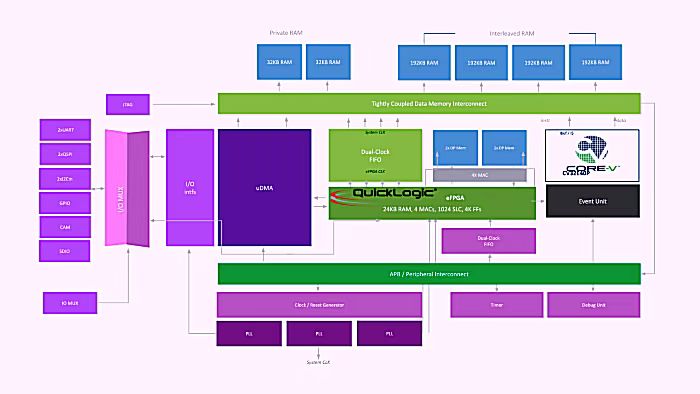 Private RAM
Interleaved RAM
32KB RAM
32KB RAM
192KB RAM
192KB RAM
192KB RAM
192KB RAM
JTAG
Tightly Coupled Data Memory Interconnect
instr
data
2xUART
2xQSPI
2xI2Cm
GPIO
CAM
SDIO
I/O MUX
I/O
intfs
uDMA
System CLK
Dual-Clock
FIFO
eFPGA CLK
2x DP Mem
2x DP Mem
4X MAC
QUICKLOGIC
eFPGA
24KB RAM, 4 MACs, 1024 SLC, 4K FFs
CORE-V
Event Unit
Dual-Clock
FIFO
APB / Peripheral Interconnect
IO MUX
Clock / Reset Generator
Timer
Debug Unit
PLL
PLL
PLL
System CLK